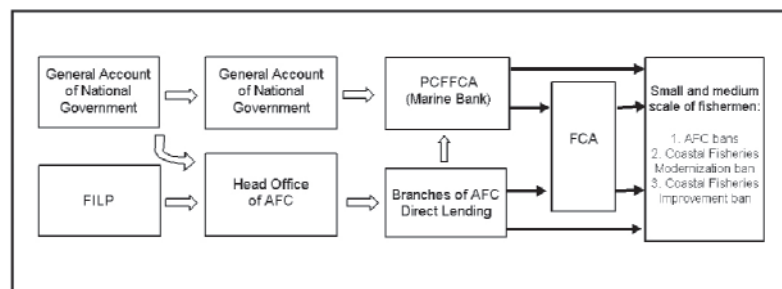 General Account
of National
Government
General Account
of National
Government
PCFFCA
(Marine Bank)
FCA
Small and medium
scale of fishermen:
1. AFC bans
2. Coastal Fisheries
Modernization ban
3. Coastal Fisheries
Improvement ban
FILP
Head Office
of AFC
Branches of AFC
Direct Lending